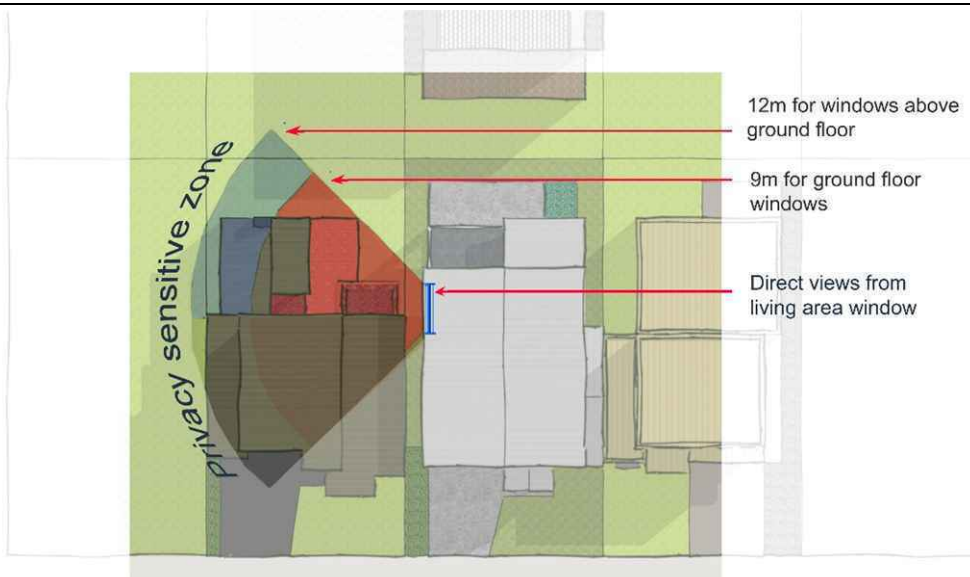 12m for windows above
ground floor
9m for ground floor
windows
Direct views from
living area window
privacy sensitive zone